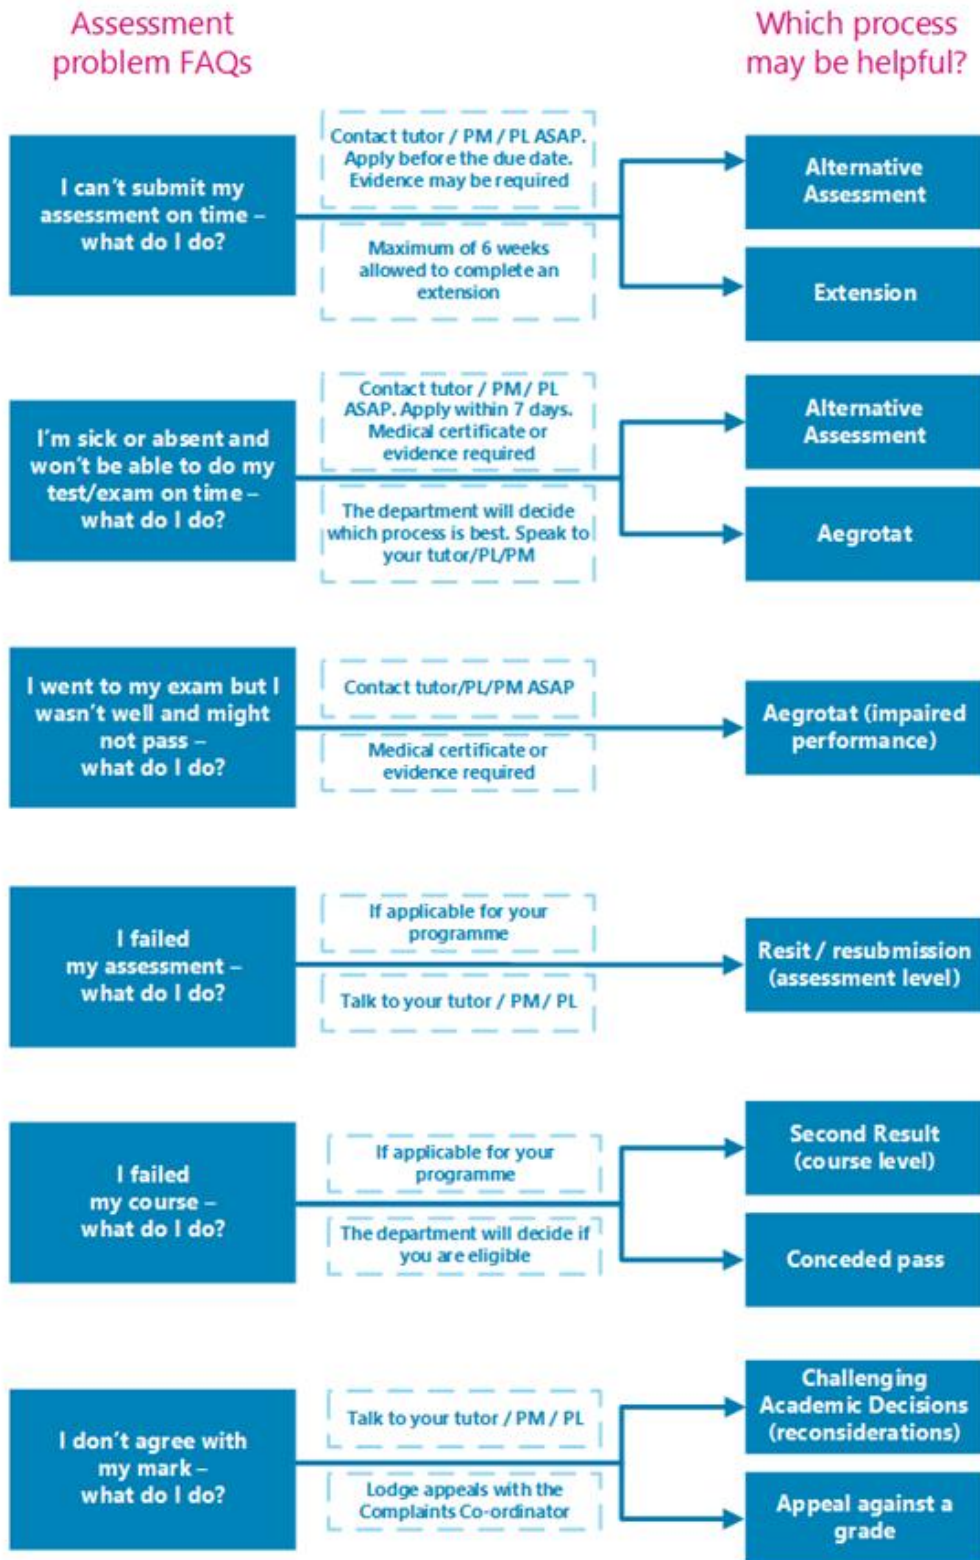 Assessment
problem FAQs
Which process
may be helpful?
I can't submit my
assessment on time –
what do I do?
Contact tutor / PM / PL ASAP.
Apply before the due date.
Evidence may be required
Maximum of 6 weeks
allowed to complete an
extension
Alternative
Assessment
Extension
I'm sick or absent and
won't be able to do my
test/exam on time –
what do I do?
Contact tutor / PM / PL
ASAP. Apply within 7 days.
Medical certificate or
evidence required
The department will decide
which process is best. Speak to
your tutor/PL/PM
Alternative
Assessment
Aegrotat
I went to my exam but I
wasn't well and might
not pass –
what do I do?
Contact tutor/PL/PM ASAP
Medical certificate or
evidence required
Aegrotat (impaired
performance)
I failed
my assessment –
what do I do?
If applicable for your
programme
Talk to your tutor / PM / PL
Resit / resubmission
(assessment level)
I failed
my course –
what do I do?
If applicable for your
programme
The department will decide if
you are eligible
Second Result
(course level)
Conceded pass
I don't agree with
my mark –
what do I do?
Talk to your tutor / PM / PL
Lodge appeals with the
Complaints Co-ordinator
Challenging
Academic Decisions
(reconsiderations)
Appeal against a
grade